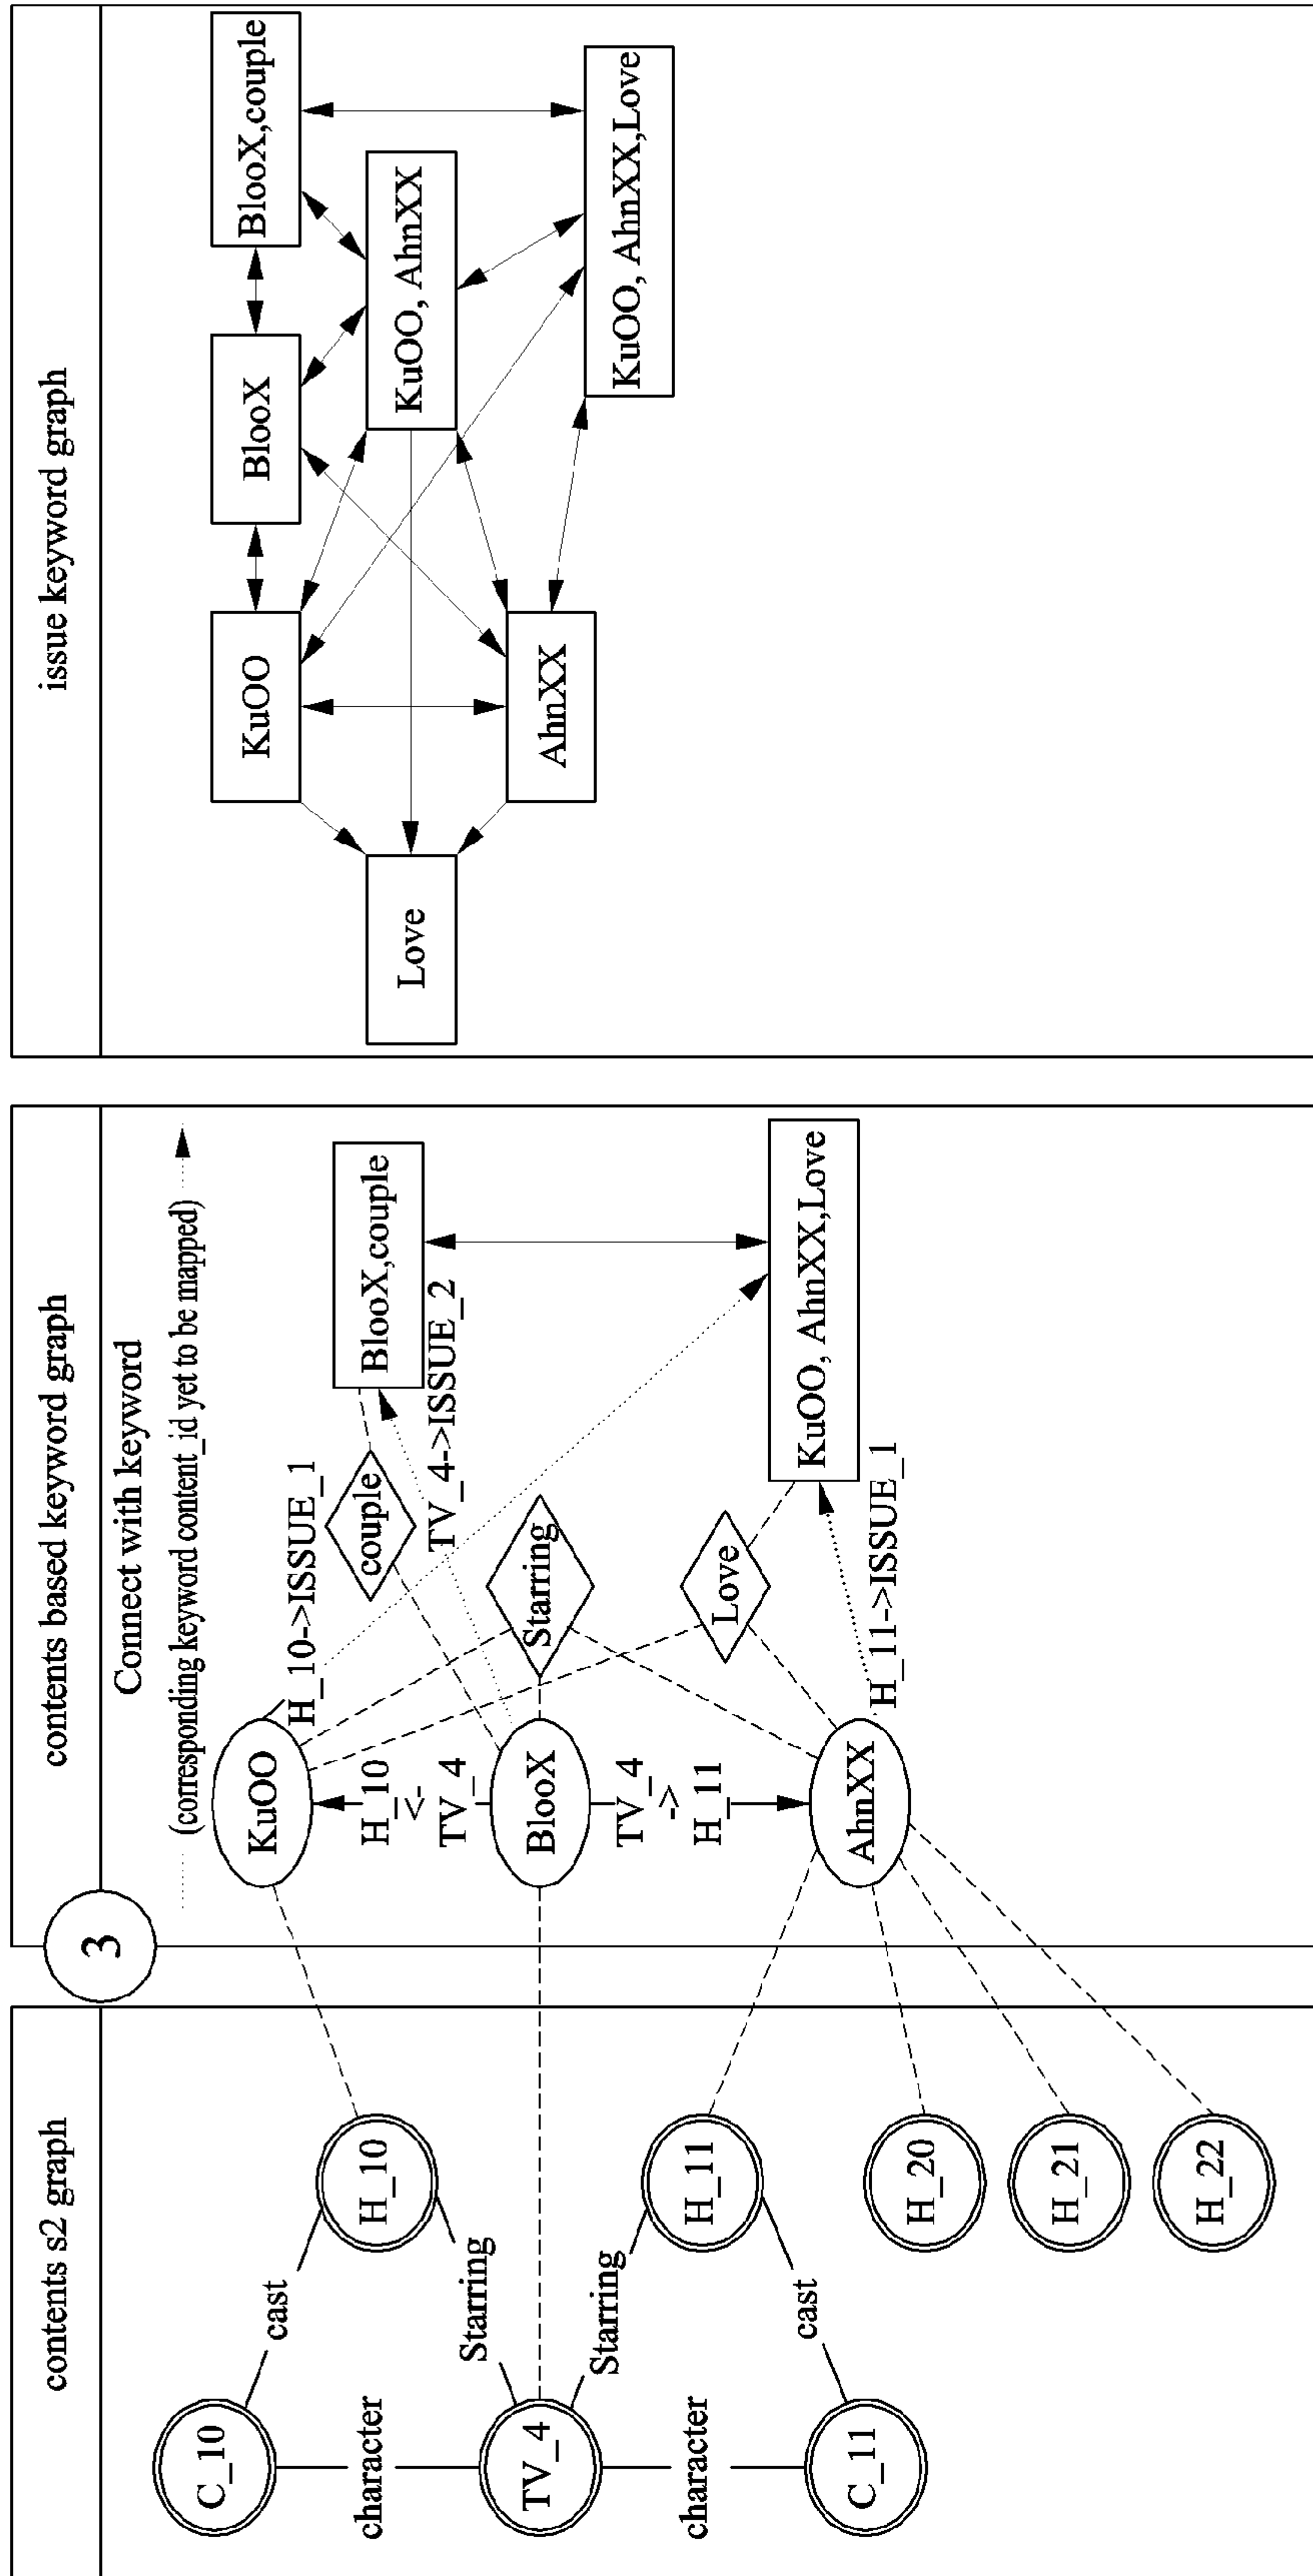 contents s2 graph
C_10
cast
H_10
character
Starring
TV_4
Starring
character
H_11
C_11
cast
H_20
H_21
H_22
3
contents based keyword graph
Connect with keyword
(corresponding keyword content_id yet to be mapped)
KuOO
H_10->ISSUE_1
H_10
<-
TV_4
couple
BlooX,couple
TV_4->ISSUE_2
BlooX
Starring
TV_4
->
H_11
Love
KuOO, AhnXX,Love
AhnXX
H_11->ISSUE_1
issue keyword graph
KuOO
BlooX
BlooX,couple
Love
KuOO, AhnXX
AhnXX
KuOO, AhnXX,Love